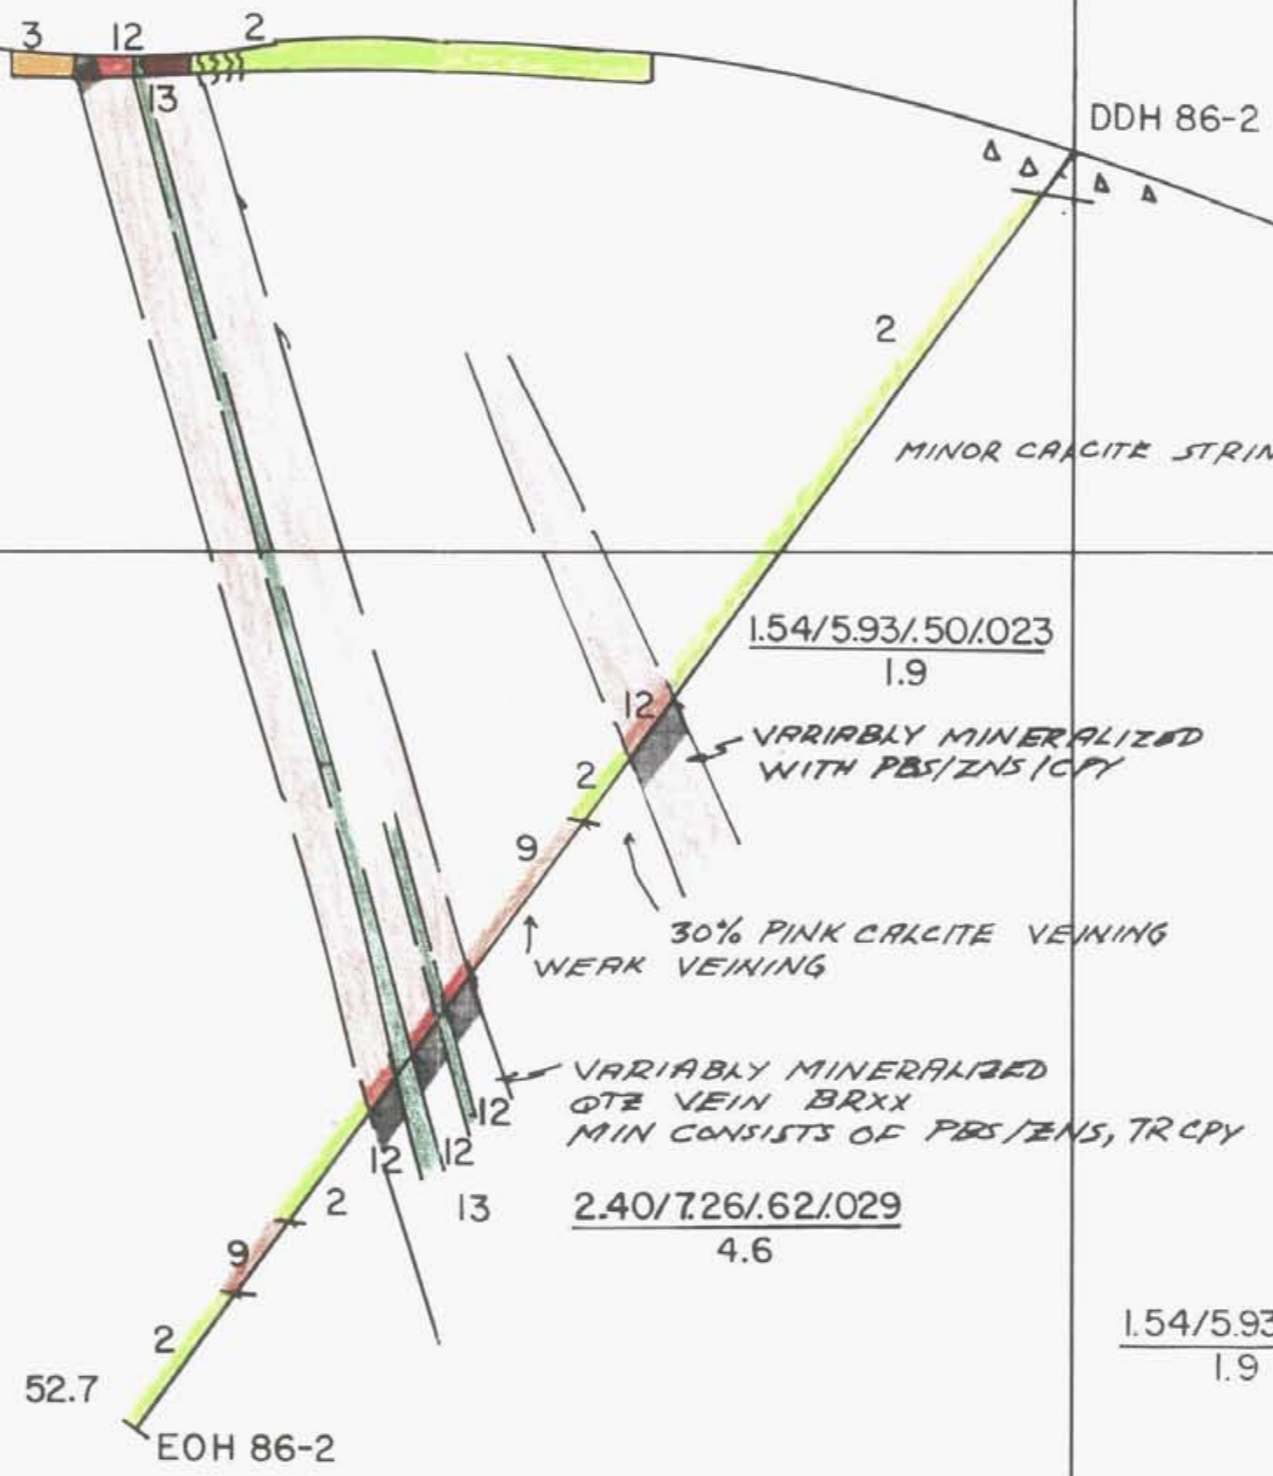 3 12 2
13
DDH 86-2
2
MINOR CALCITE STRIN
1.54/5.93/.50/.023
1.9
12
VARIABLY MINERALIZED
WITH PBS/ZNS/CPY
2
9
30% PINK CALCITE VEINING
WEAK VEINING
VARIABLY MINERALIZED
QTZ VEIN BRXX
MIN CONSISTS OF PBS/ZNS, TR CPY
12
12 12
2 13
2.40/7.26/.62/.029
4.6
9
2
1.54/5.93
1.9
52.7
EOH 86-2